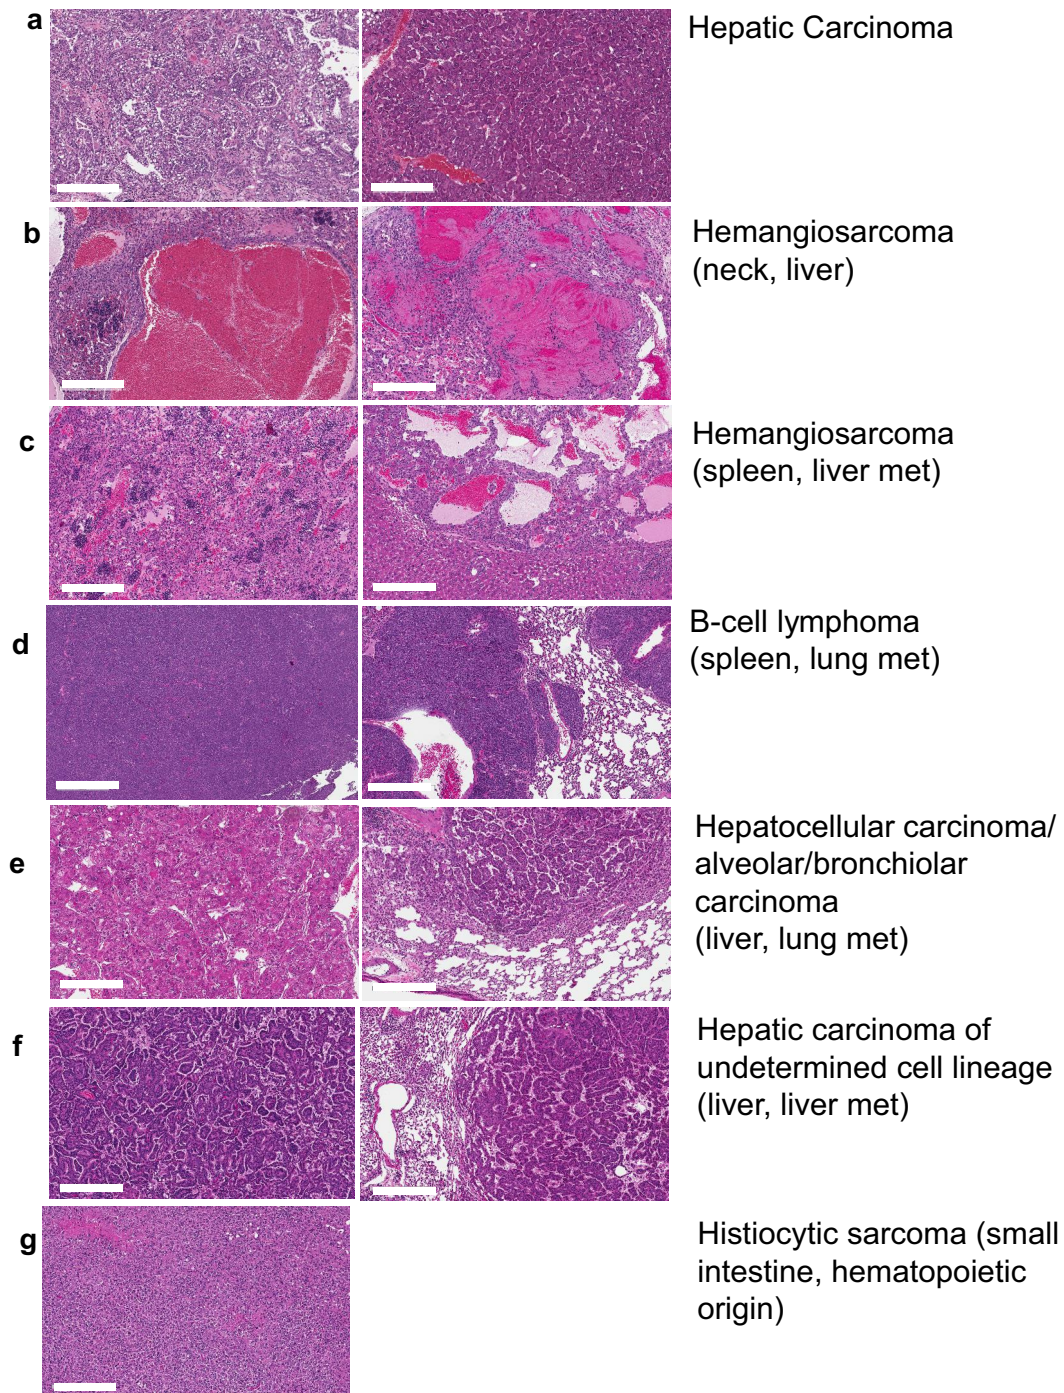 a
Hepatic Carcinoma
b
Hemangiosarcoma
(neck, liver)
c
Hemangiosarcoma
(spleen, liver met)
d
B-cell lymphoma
(spleen, lung met)
e
Hepatocellular carcinoma/
alveolar/bronchiolar
carcinoma
(liver, lung met)
f
Hepatic carcinoma of
undetermined cell lineage
(liver, liver met)
g
Histiocytic sarcoma (small
intestine, hematopoietic
origin)